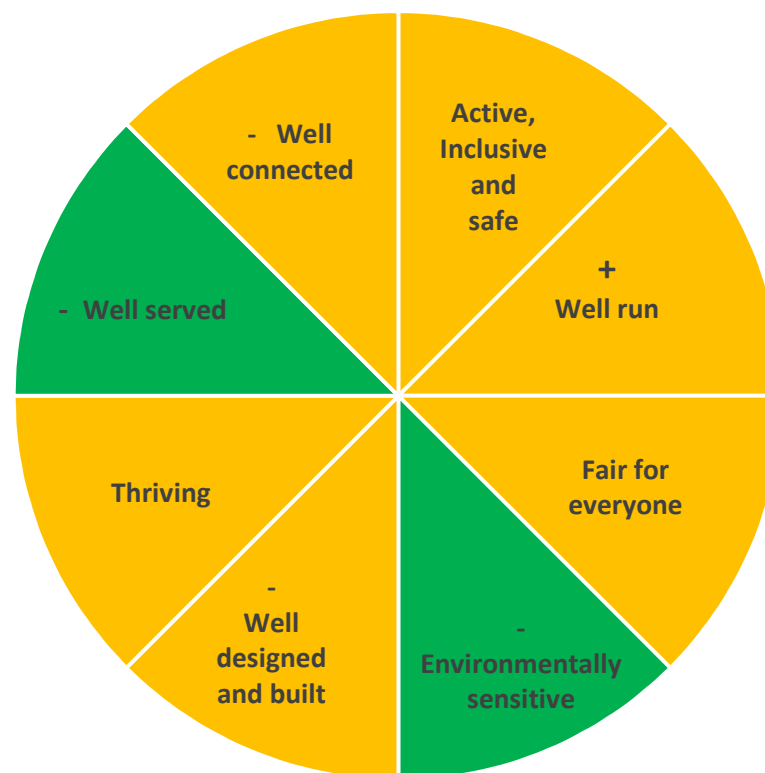 Active,
Inclusive
and
safe
+
Well run
Fair for
everyone
-
Environmentally
sensitive
-
Well
designed
and built
Thriving
- Well served
- Well
connected